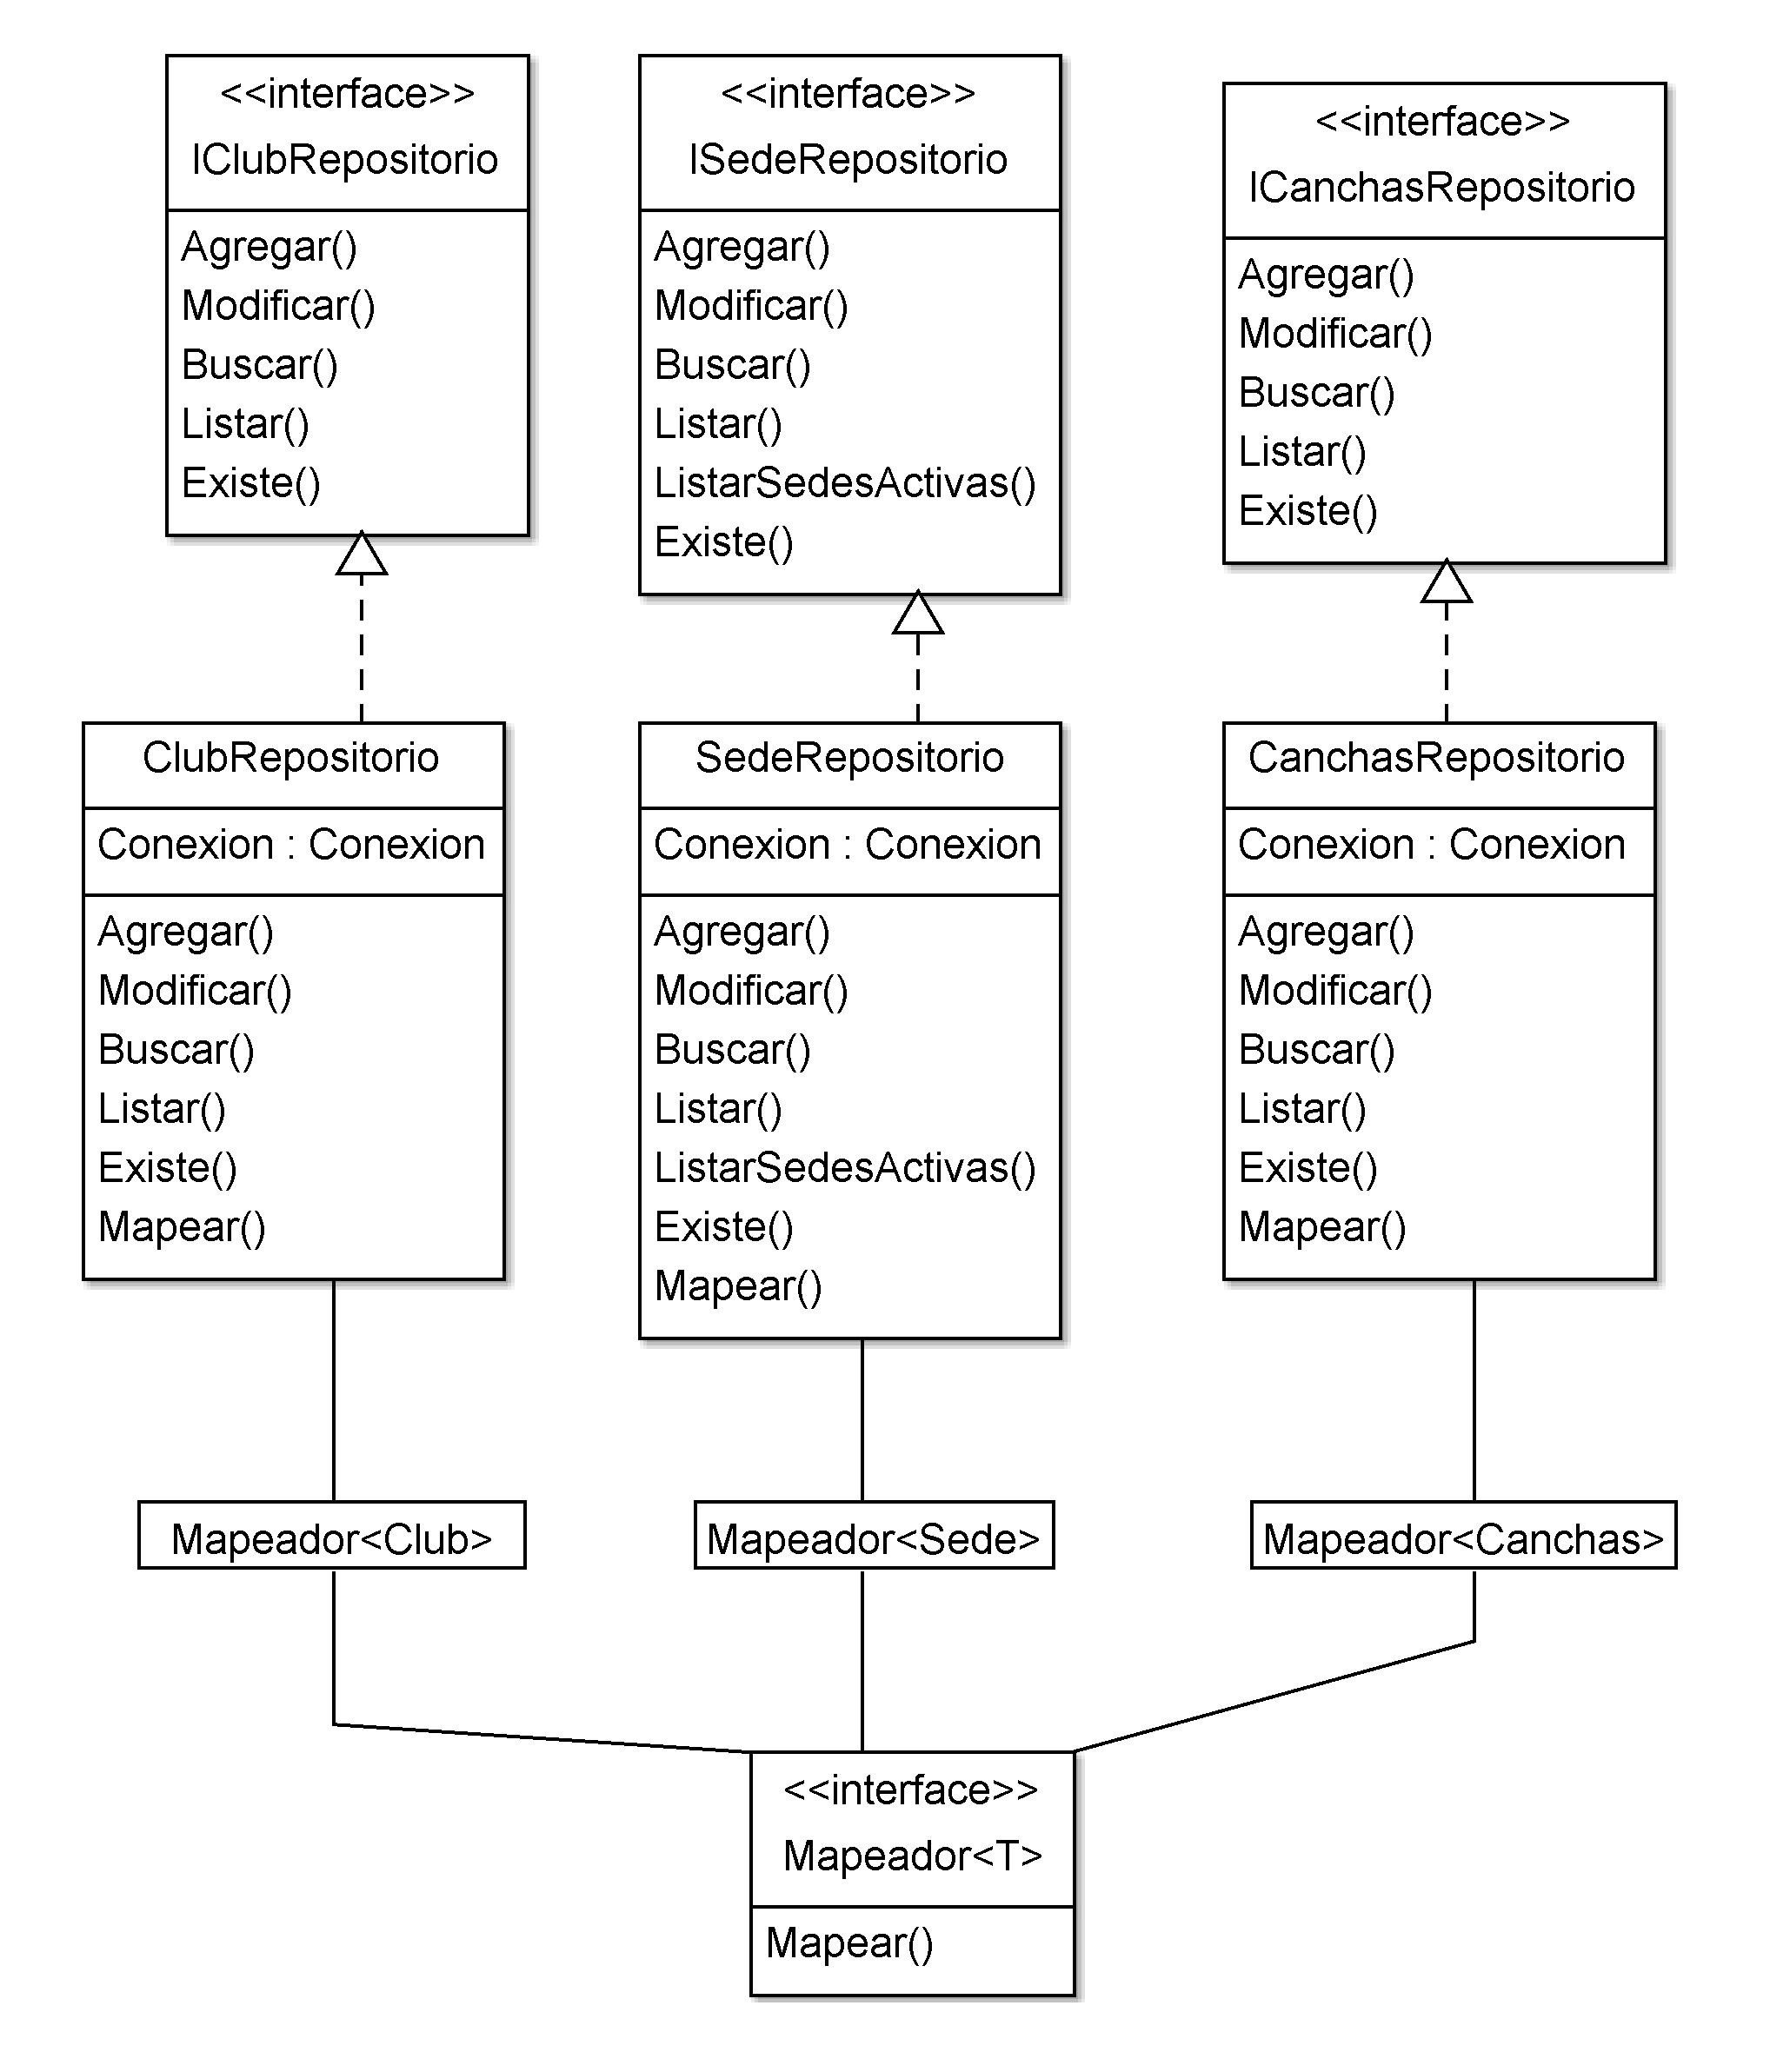 <<interface>>
IClubRepositorio
Agregar()
Modificar()
Buscar()
Listar()
Existe()
<<interface>>
ISedeRepositorio
Agregar()
Modificar()
Buscar()
Listar()
ListarSedesActivas()
Existe()
<<interface>>
ICanchasRepositorio
Agregar()
Modificar()
Buscar()
Listar()
Existe()
ClubRepositorio
Conexion : Conexion
Agregar()
Modificar()
Buscar()
Listar()
Existe()
Mapear()
SedeRepositorio
Conexion : Conexion
Agregar()
Modificar()
Buscar()
Listar()
ListarSedesActivas()
Existe()
Mapear()
CanchasRepositorio
Conexion : Conexion
Agregar()
Modificar()
Buscar()
Listar()
Existe()
Mapear()
Mapeador<Club>
Mapeador<Sede>
Mapeador<Canchas>
<<interface>>
Mapeador<T>
Mapear()